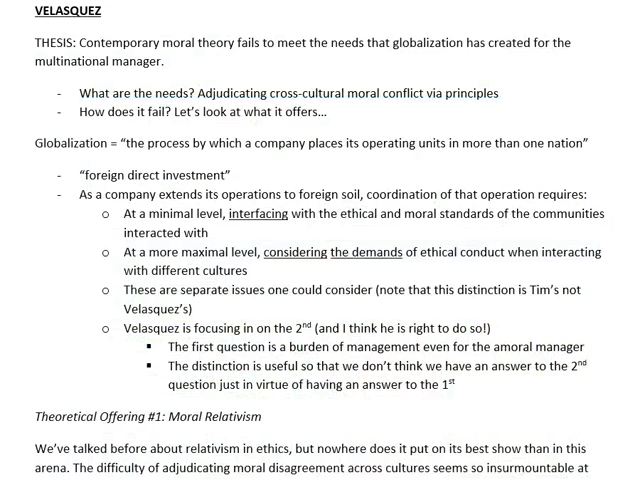 VELASQUEZ
THESIS: Contemporary moral theory fails to meet the needs that globalization has created for the
multinational manager.
- What are the needs? Adjudicating cross-cultural moral conflict via principles
- How does it fail? Let's look at what it offers…
Globalization = “the process by which a company places its operating units in more than one nation”
- “foreign direct investment”
- As a company extends its operations to foreign soil, coordination of that operation requires:
o At a minimal level, interfacing with the ethical and moral standards of the communities
interacted with
o At a more maximal level, considering the demands of ethical conduct when interacting
with different cultures
o These are separate issues one could consider (note that this distinction is Tim's not
Velasquez's)
o Velasquez is focusing in on the 2nd (and I think he is right to do so!)
▪ The first question is a burden of management even for the amoral manager
▪ The distinction is useful so that we don't think we have an answer to the 2nd
question just in virtue of having an answer to the 1st
Theoretical Offering #1: Moral Relativism
We've talked before about relativism in ethics, but nowhere does it put on its best show than in this
arena. The difficulty of adjudicating moral disagreement across cultures seems so insurmountable at